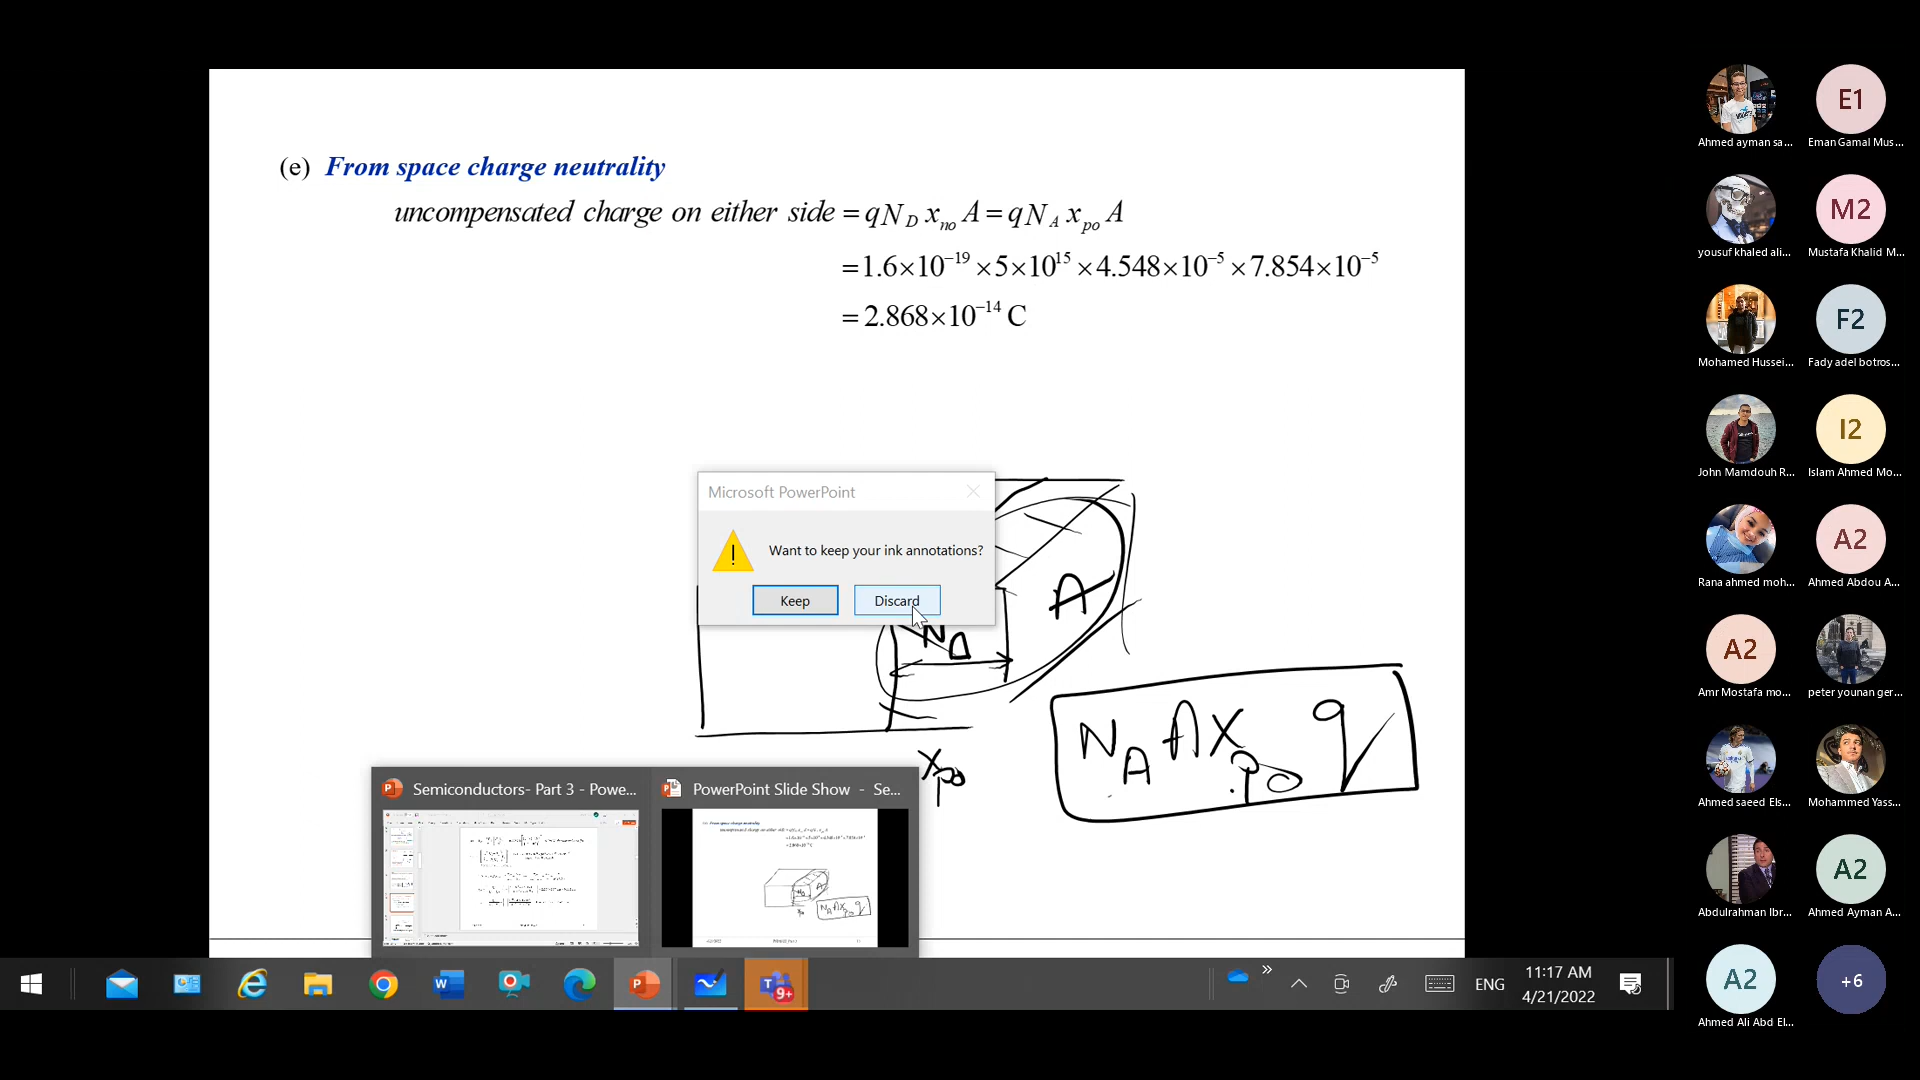 (e) From space charge neutrality
uncompensated charge on either side = qN_D x_no A = qN_A x_po A
= 1.6×10⁻¹⁹ ×5×10¹⁵ ×4.548×10⁻⁵ ×7.854×10⁻⁵
= 2.868×10⁻¹⁴ C
Microsoft PowerPoint
Want to keep your ink annotations?
Keep
Discard
A
N_A A X_po q
X_po
Semiconductors- Part 3 - Powe...
PowerPoint Slide Show - Se...
ENG
11:17 AM
4/21/2022
9+
Ahmed ayman sa...
E1
Eman Gamal Mus...
yousuf khaled ali...
M2
Mustafa Khalid M...
Mohamed Hussei...
F2
Fady adel botros...
John Mamdouh R...
I2
Islam Ahmed Mo...
Rana ahmed moh...
A2
Ahmed Abdou A...
A2
Amr Mostafa mo...
peter younan ger...
Ahmed saeed Els...
Mohammed Yass...
Abdulrahman Ibr...
A2
Ahmed Ayman A...
A2
Ahmed Ali Abd El...
+6